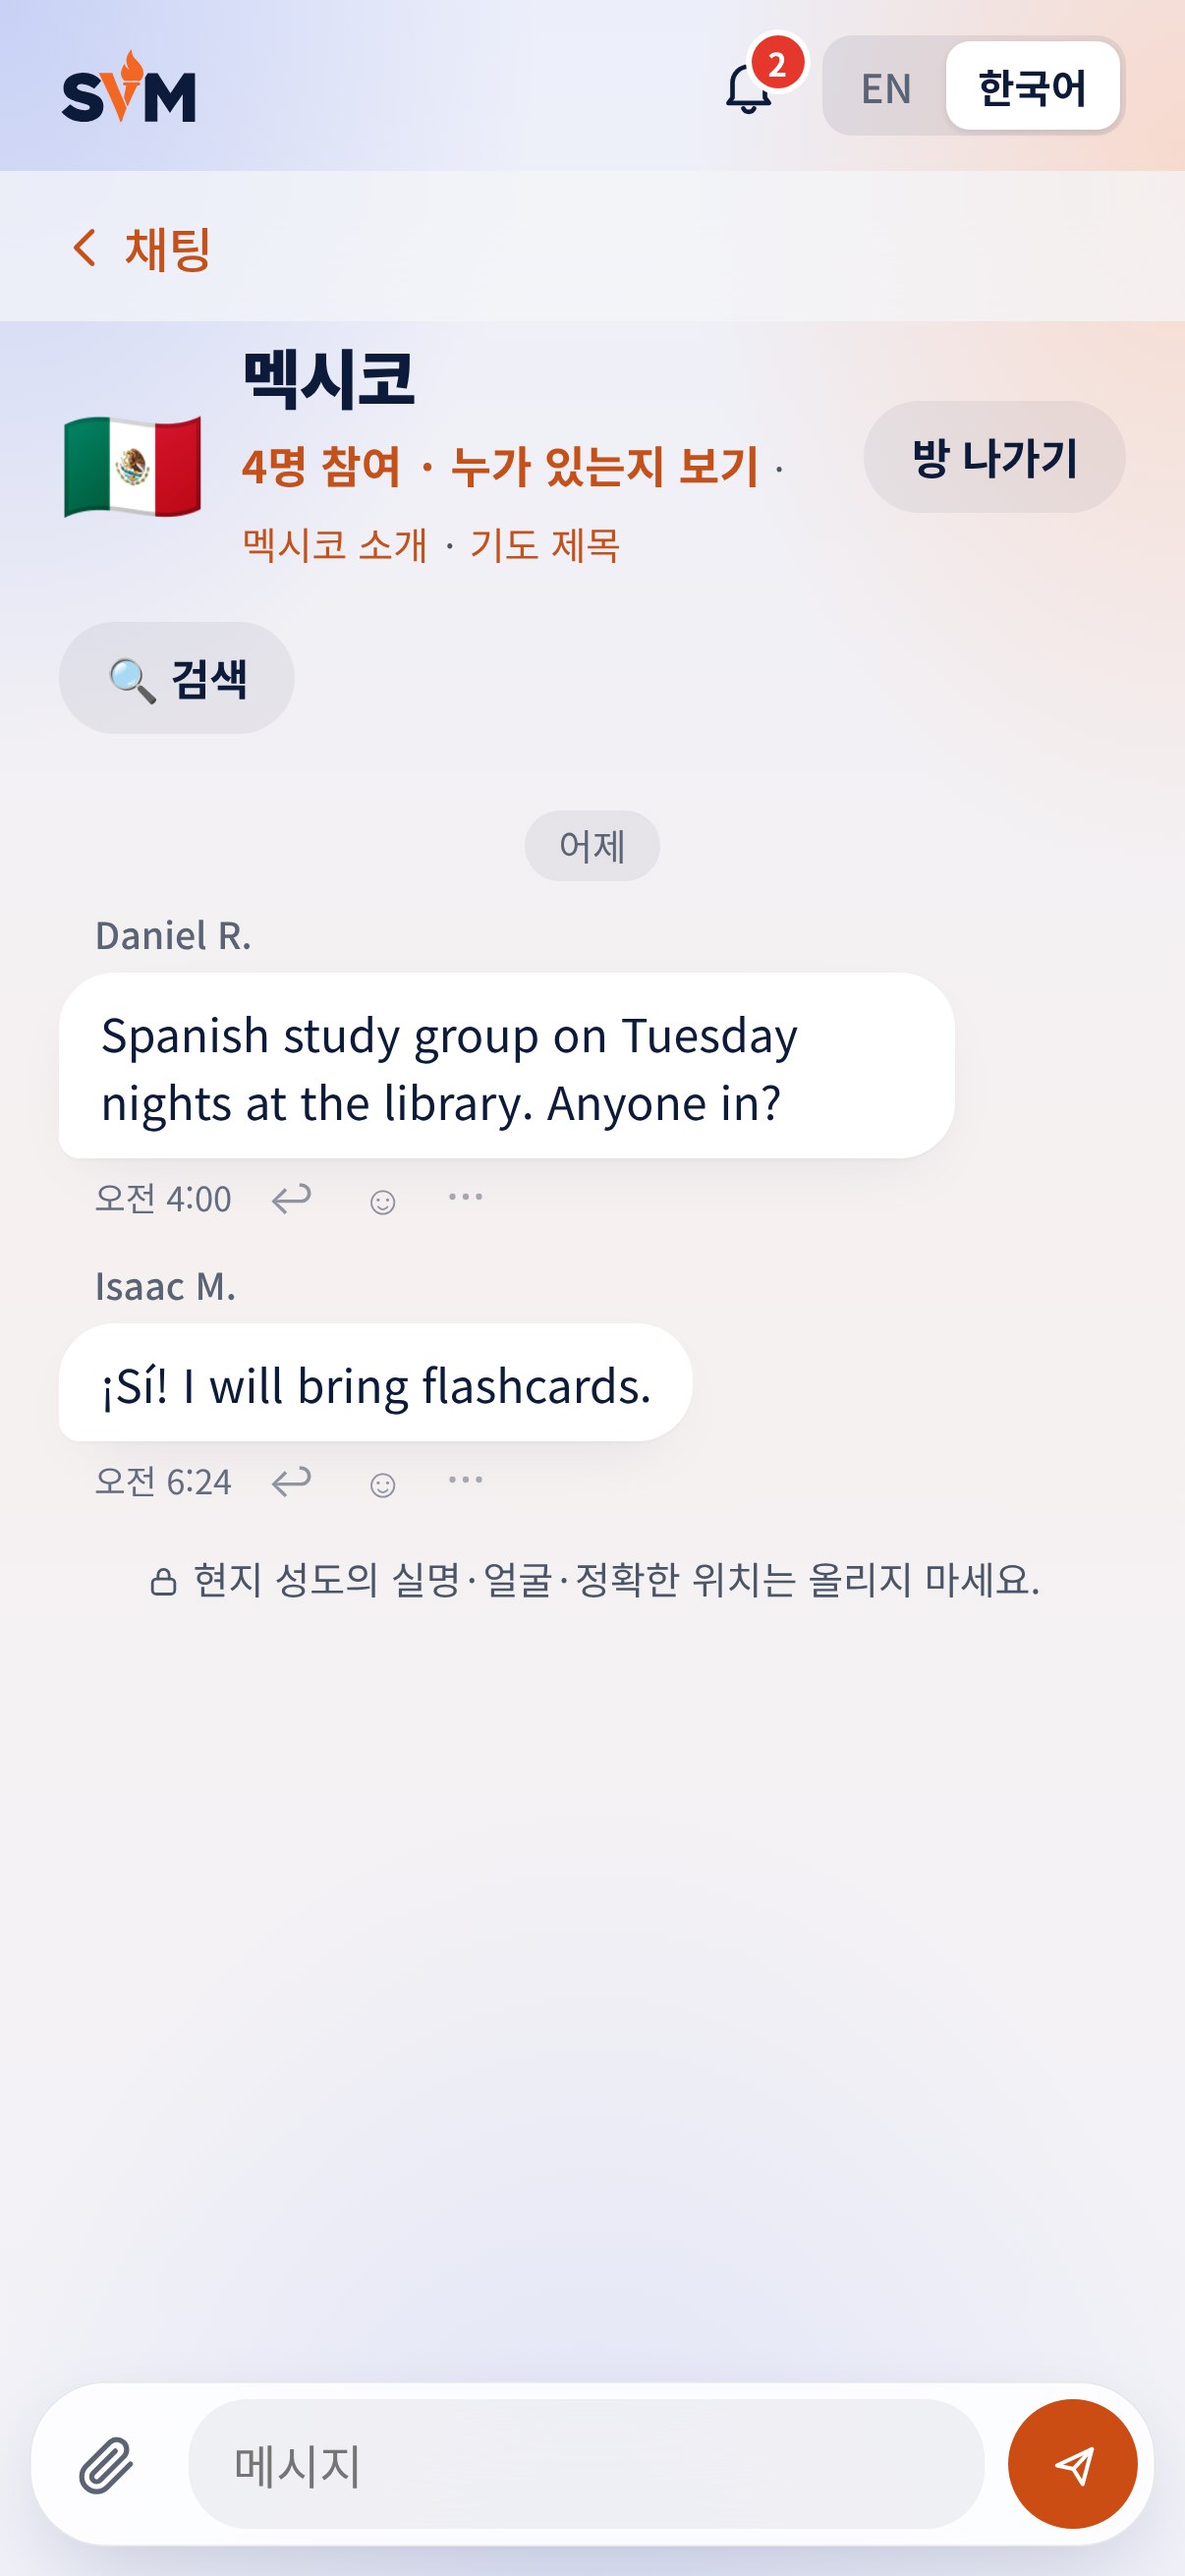 SVM
2
EN
한국어
채팅
멕시코
4명 참여 · 누가 있는지 보기 ·
멕시코 소개 · 기도 제목
방 나가기
검색
어제
Daniel R.
Spanish study group on Tuesday
nights at the library. Anyone in?
오전 4:00
Isaac M.
¡Sí! I will bring flashcards.
오전 6:24
현지 성도의 실명·얼굴·정확한 위치는 올리지 마세요.
메시지